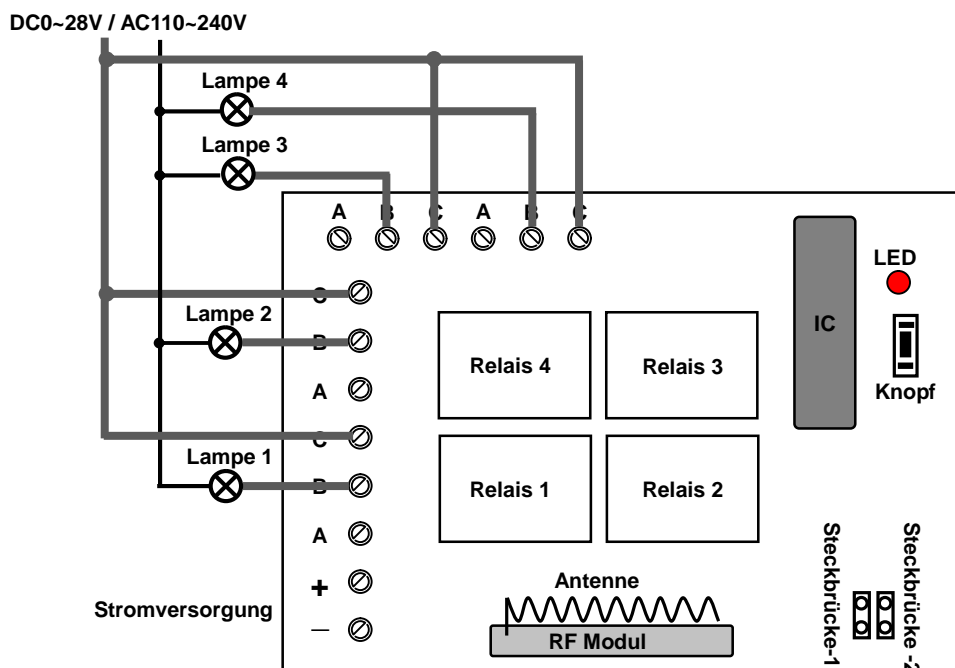 DC0~28V / AC110~240V
Lampe 4
Lampe 3
A B C A B C
LED
C
Lampe 2
IC
B
Relais 4
Relais 3
A
Knopf
C
Lampe 1
B
Relais 1
Relais 2
A
+
Antenne
Stromversorgung
–
RF Modul
Steckbrücke-1
Steckbrücke -2